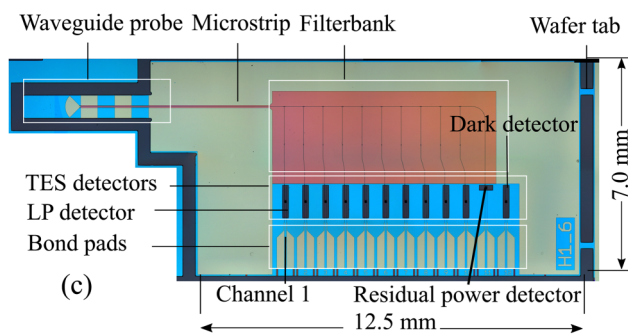 Waveguide probe Microstrip Filterbank Wafer tab
Dark detector
7.0 mm
TES detectors
LP detector
Bond pads
H1_6
(c)
Channel 1 Residual power detector
12.5 mm